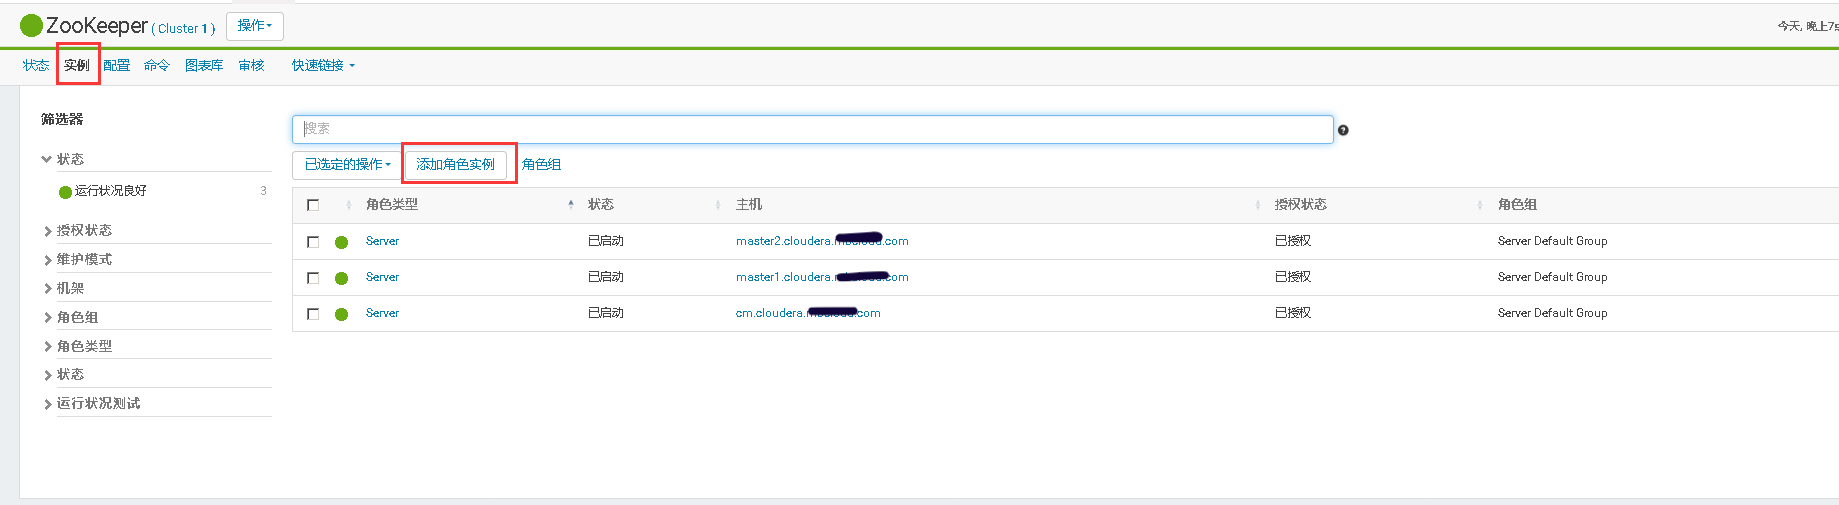 ZooKeeper ( Cluster 1 ) 操作 今天, 晚上7
状态 实例 配置 命令 图表库 审核 快速链接
筛选器
状态
运行状况良好 3
授权状态
维护模式
机架
角色组
角色类型
状态
运行状况测试
搜索
已选定的操作 添加角色实例 角色组
角色类型 状态 主机 授权状态 角色组
Server 已启动 master2.cloudera. .com 已授权 Server Default Group
Server 已启动 master1.cloudera. .com 已授权 Server Default Group
Server 已启动 cm.cloudera. .com 已授权 Server Default Group